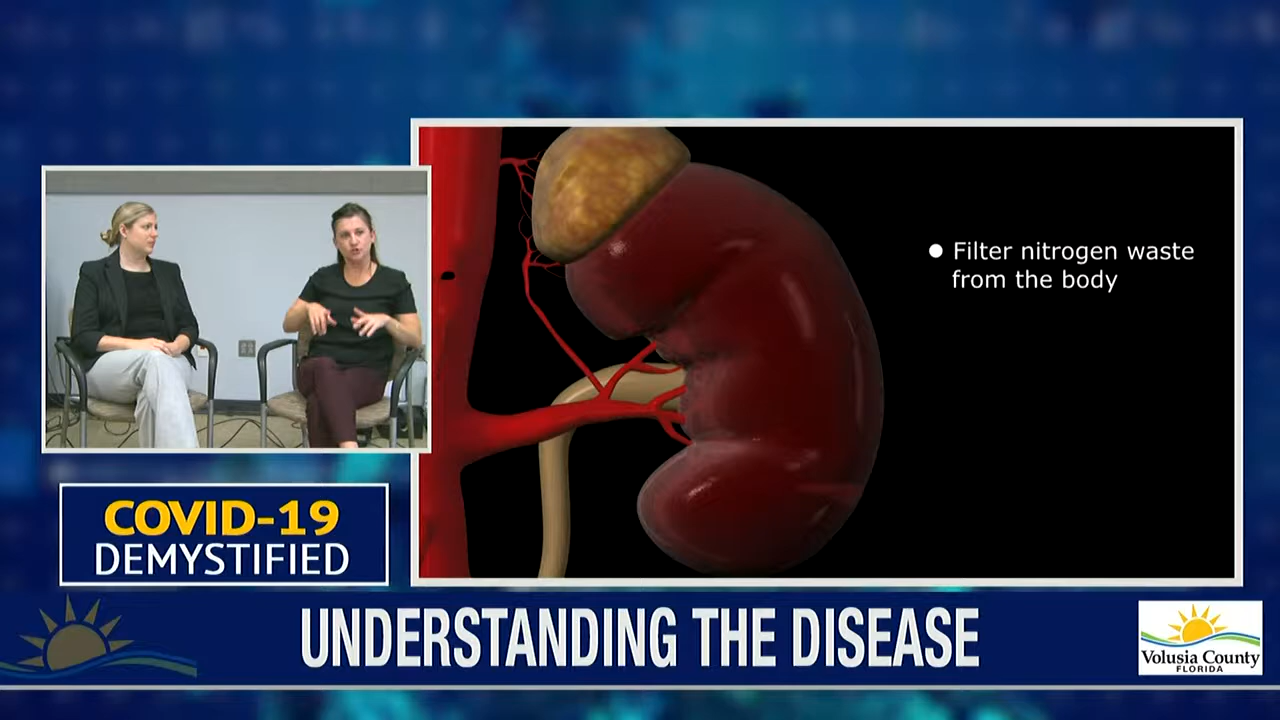 ● Filter nitrogen waste
from the body
COVID-19
DEMYSTIFIED
UNDERSTANDING THE DISEASE
Volusia County
FLORIDA